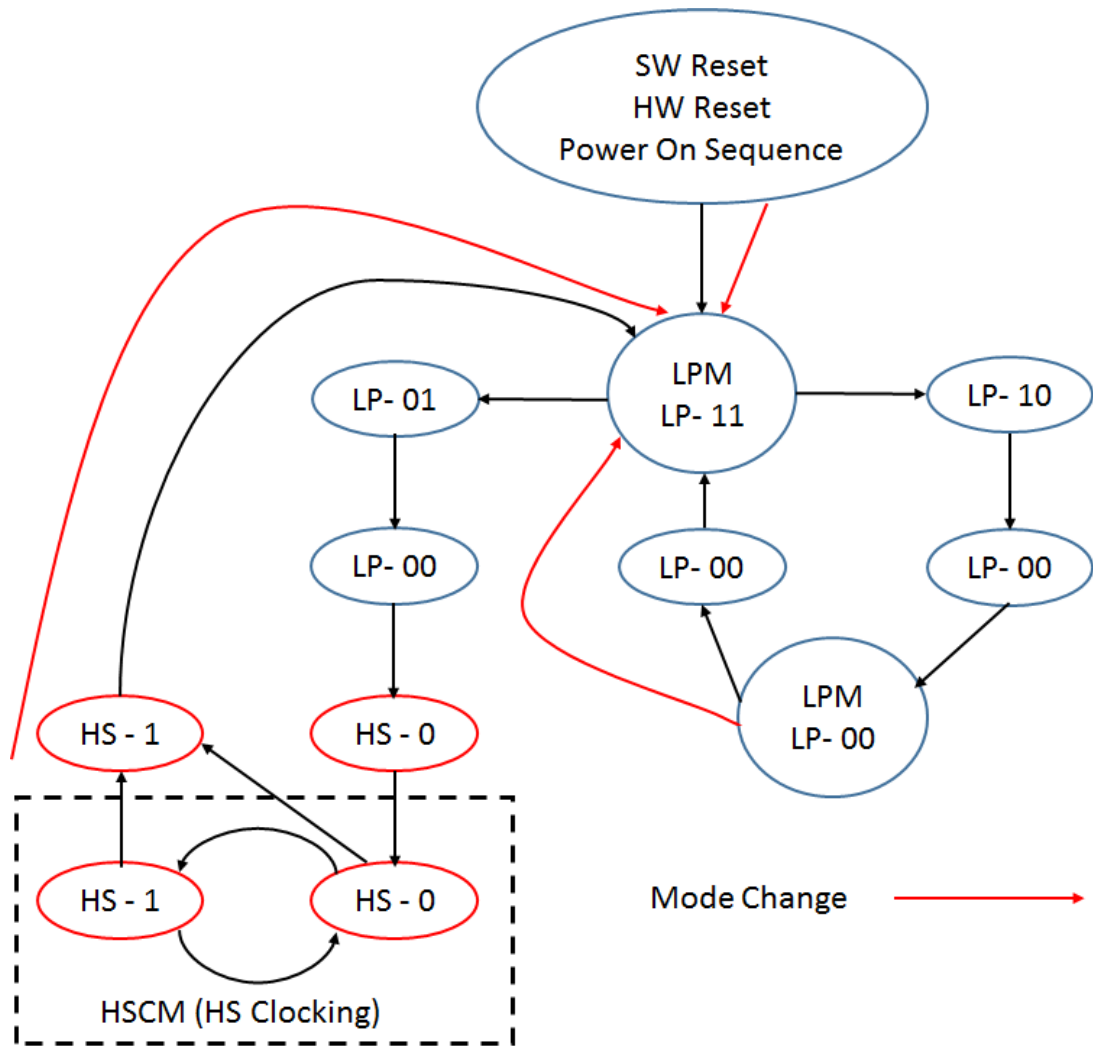 SW Reset
HW Reset
Power On Sequence
LPM
LP- 11
LP- 01
LP- 10
LP- 00
LP- 00
LP- 00
LPM
LP- 00
HS - 1
HS - 0
HS - 1
HS - 0
Mode Change
HSCM (HS Clocking)